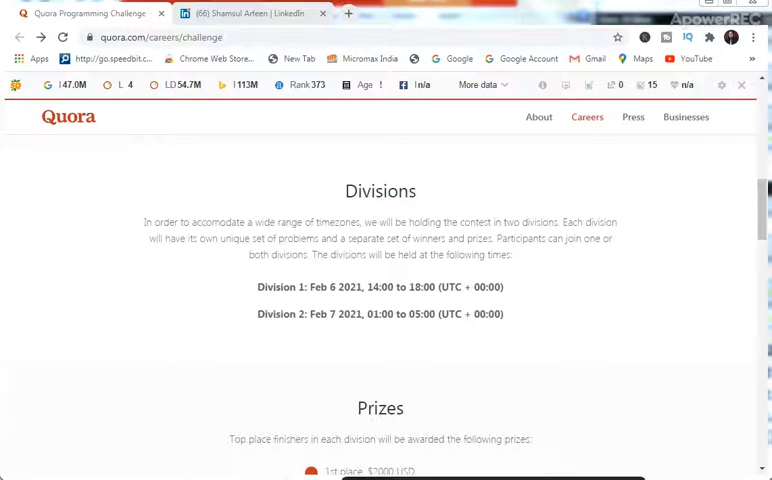 ApowerREC
Quora Programming Challenge
(66) Shamsul Arfeen | LinkedIn
quora.com/careers/challenge
Apps
http://go.speedbit.c...
Chrome Web Store...
New Tab
Micromax India
Google
Google Account
Gmail
Maps
YouTube
I 47.0M
L 4
LD 54.7M
I 113M
Rank 373
Age !
I n/a
More data
0
15
n/a
Quora
About
Careers
Press
Businesses
Divisions
In order to accomodate a wide range of timezones, we will be holding the contest in two divisions. Each division
will have its own unique set of problems and a separate set of winners and prizes. Participants can join one or
both divisions. The divisions will be held at the following times:
Division 1: Feb 6 2021, 14:00 to 18:00 (UTC + 00:00)
Division 2: Feb 7 2021, 01:00 to 05:00 (UTC + 00:00)
Prizes
Top place finishers in each division will be awarded the following prizes:
1st place, $2000 USD